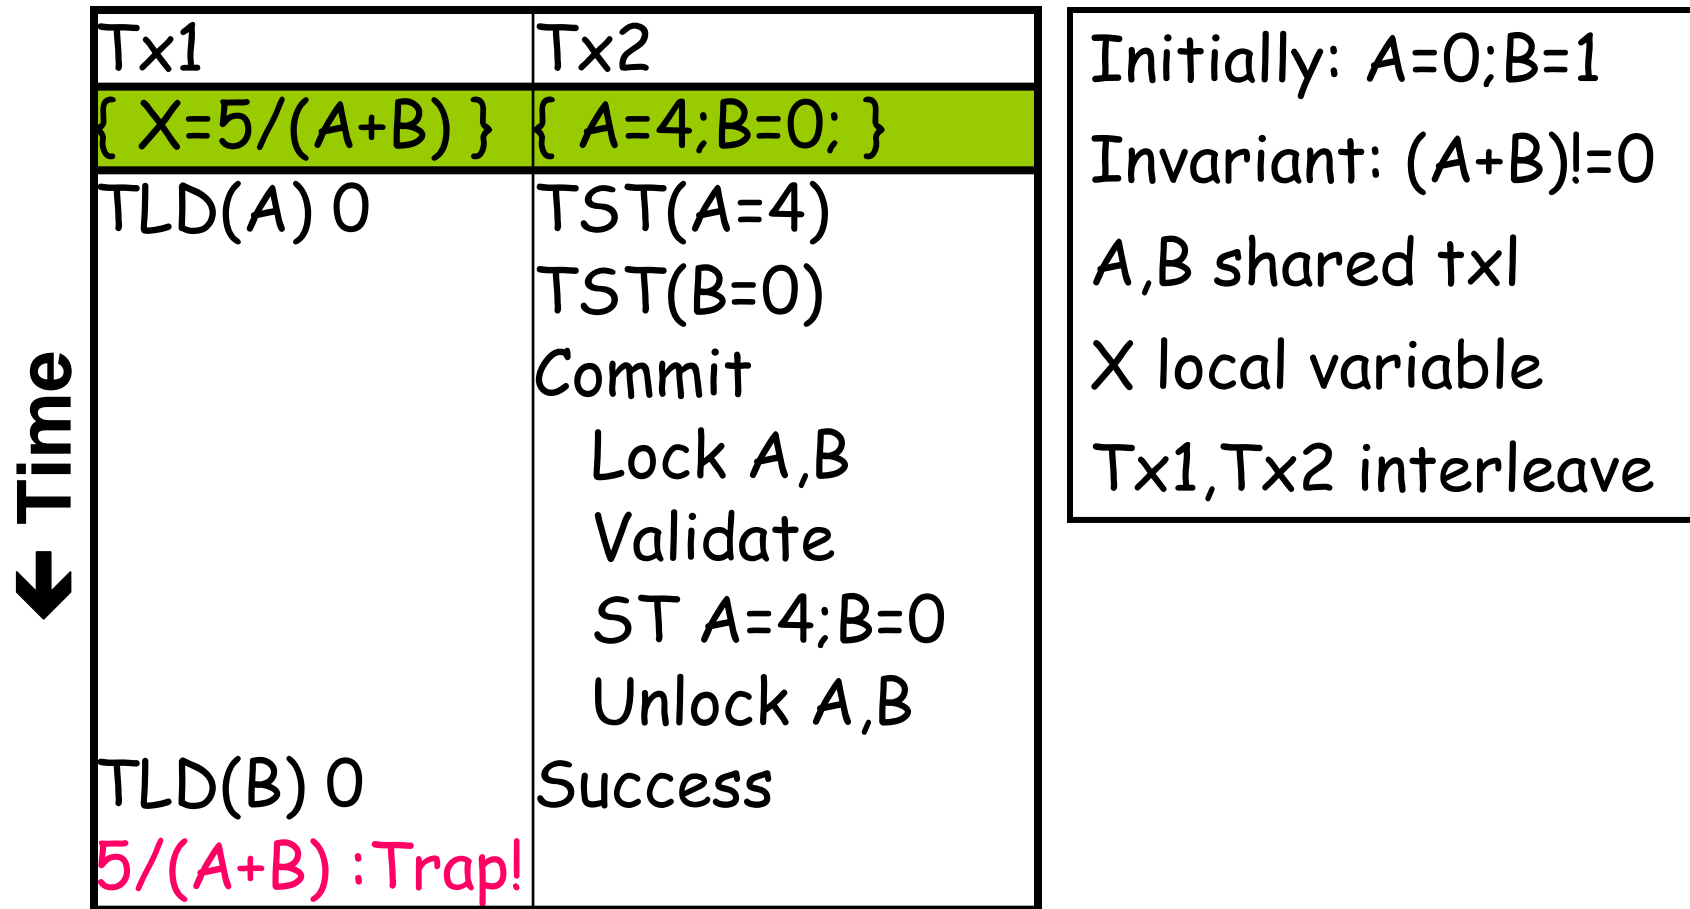 Tx1 Tx2
{ X=5/(A+B) } { A=4;B=0; }
TLD(A) 0 TST(A=4)
TST(B=0)
Commit
Lock A,B
Validate
ST A=4;B=0
Unlock A,B
TLD(B) 0 Success
5/(A+B) :Trap!
← Time
Initially: A=0;B=1
Invariant: (A+B)!=0
A,B shared txl
X local variable
Tx1,Tx2 interleave